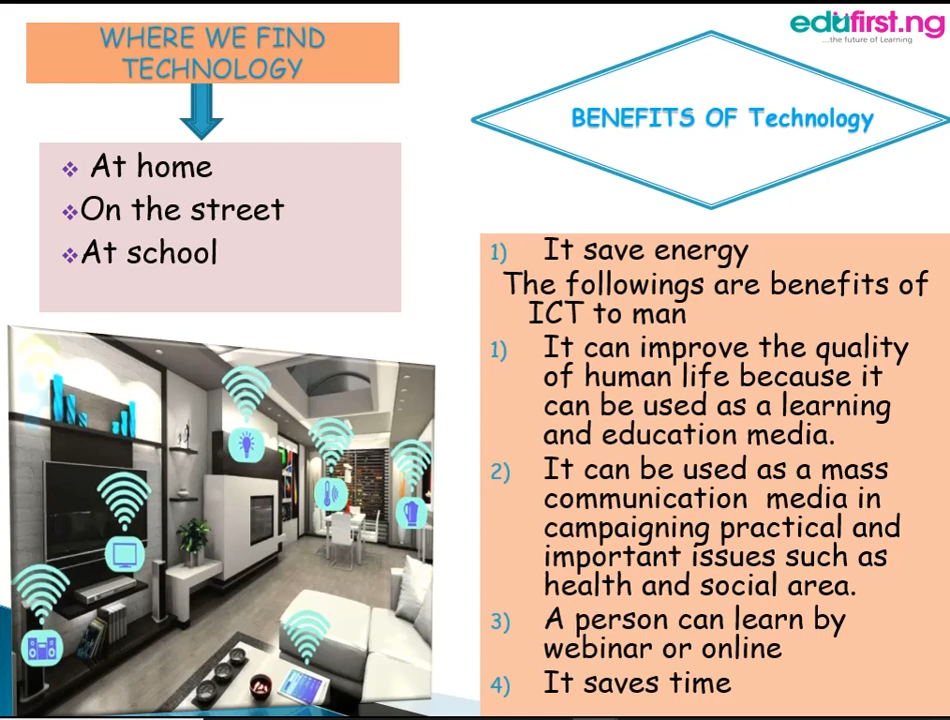 edufirst.ng
...the future of Learning
WHERE WE FIND
TECHNOLOGY
At home
On the street
At school
BENEFITS OF Technology
1) It save energy
The followings are benefits of
ICT to man
1) It can improve the quality
of human life because it
can be used as a learning
and education media.
2) It can be used as a mass
communication media in
campaigning practical and
important issues such as
health and social area.
3) A person can learn by
webinar or online
4) It saves time